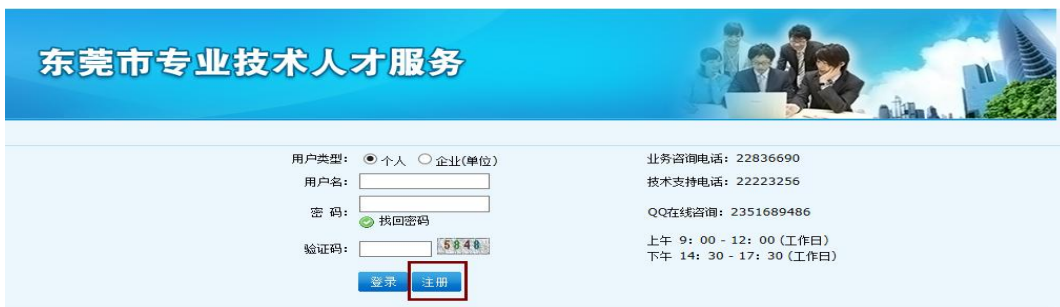 东莞市专业技术人才服务
用户类型： 个人 企业(单位)
业务咨询电话：22836690
用户名：
技术支持电话：22223256
密 码：
找回密码
QQ在线咨询：2351689486
验证码： 5848
上午 9：00 - 12：00 (工作日)
下午 14：30 - 17：30 (工作日)
登录 注册